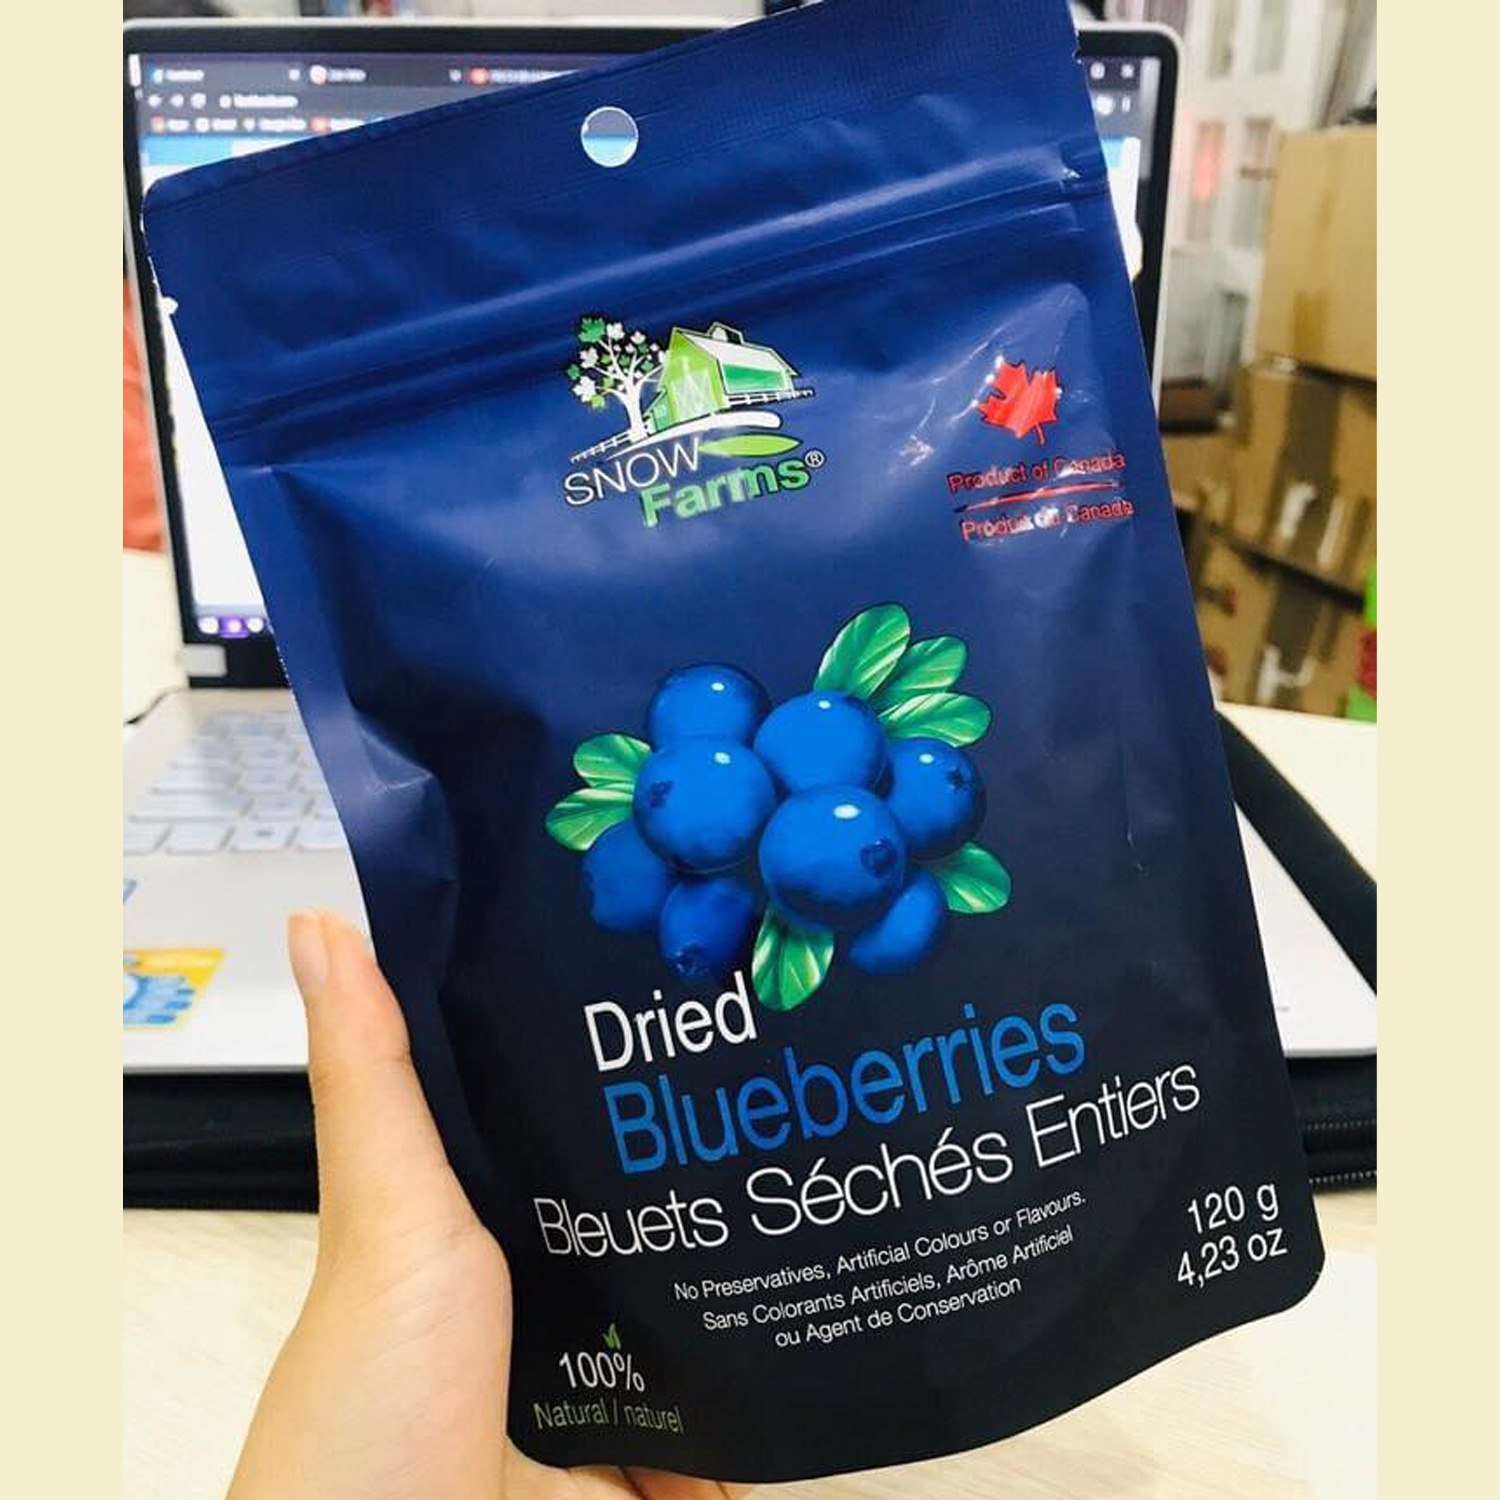 SNOW
Farms®
Product of Canada
Produit du Canada
Dried
Blueberries
Bleuets Séchés Entiers
No Preservatives, Artificial Colours or Flavours.
Sans Colorants Artificiels, Arôme Artificiel
ou Agent de Conservation
120 g
4,23 oz
100%
Natural / naturel